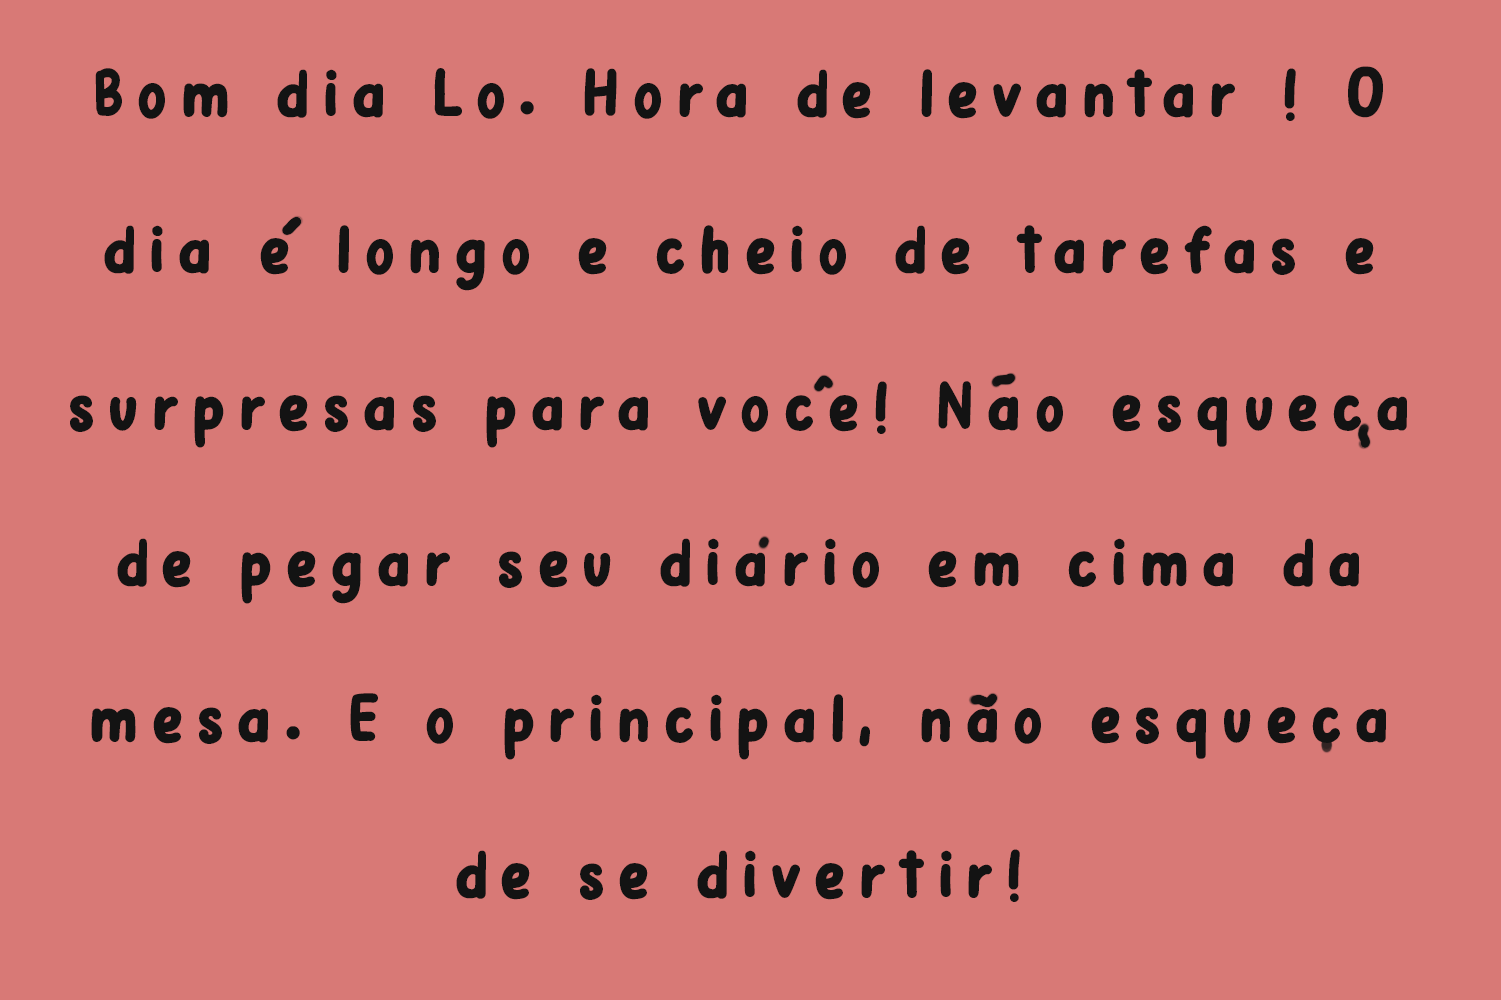 Bom dia Lo. Hora de levantar ! O
dia é longo e cheio de tarefas e
surpresas para você! Não esqueça
de pegar seu diário em cima da
mesa. E o principal, não esqueça
de se divertir!